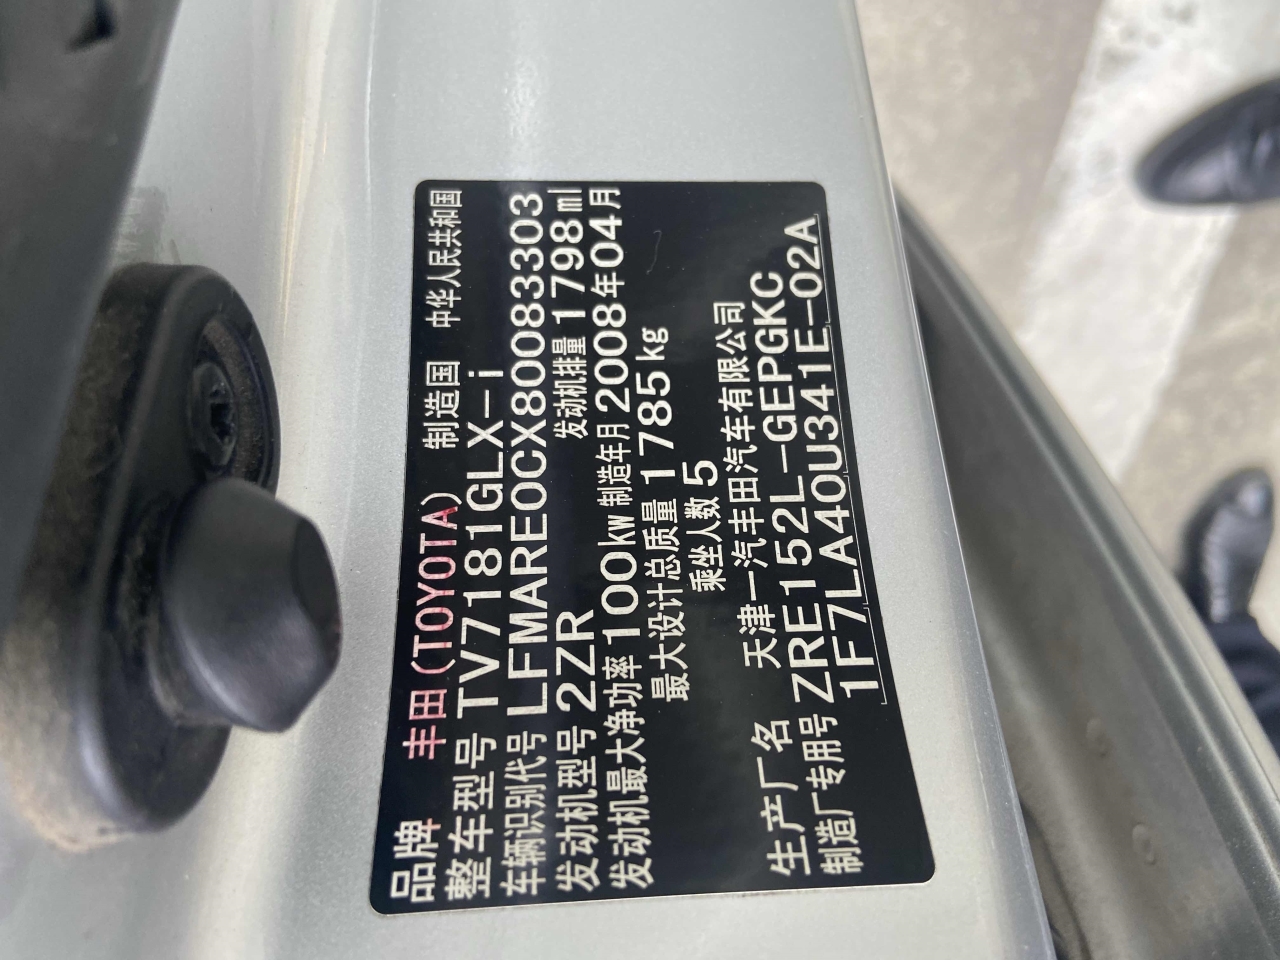 品牌 丰田(TOYOTA) 制造国 中华人民共和国
整车型号 TV7181GLX-i
车辆识别代号 LFMARE0CX80083303
发动机型号 2ZR 发动机排量 1798 ml
发动机最大净功率 100kW 制造年月 2008年04月
最大设计总质量 1785kg
乘坐人数 5
生产厂名 天津一汽丰田汽车有限公司
制造厂专用号 ZRE152L-GEPGKC
1F7LA40U341E-02A